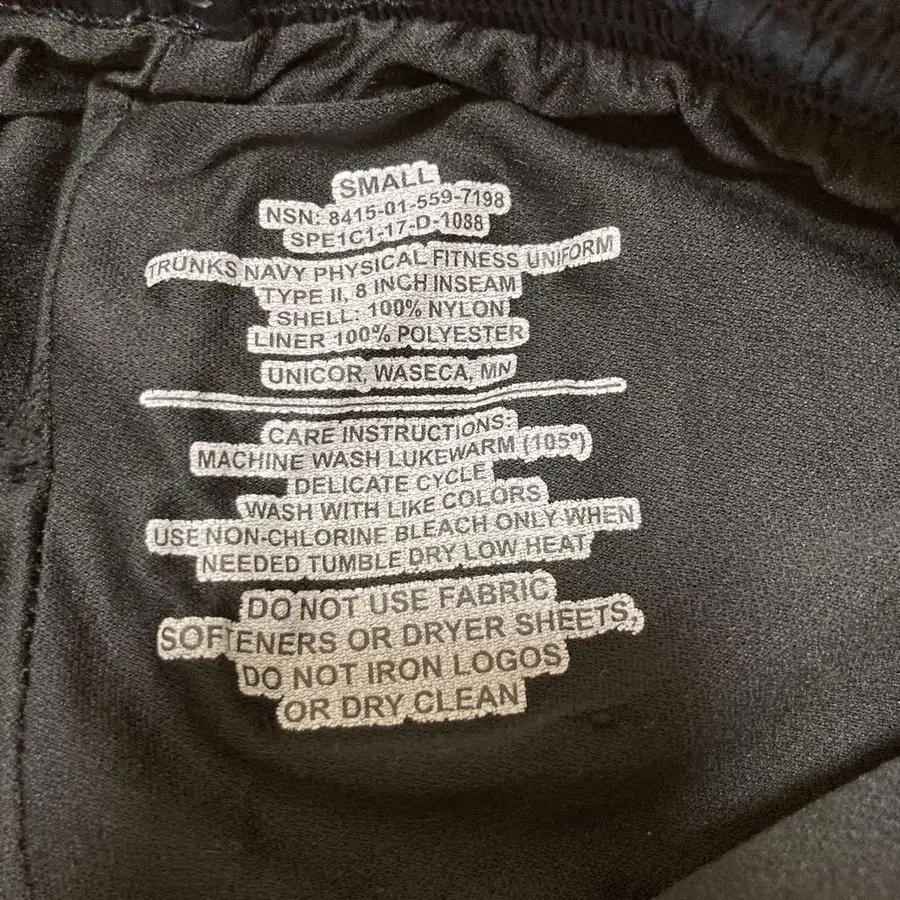 SMALL
NSN: 8415-01-559-7198
SPE1C1-17-D-1088
TRUNKS NAVY PHYSICAL FITNESS UNIFORM
TYPE II, 8 INCH INSEAM
SHELL: 100% NYLON
LINER 100% POLYESTER
UNICOR, WASECA, MN
CARE INSTRUCTIONS:
MACHINE WASH LUKEWARM (105°)
DELICATE CYCLE
WASH WITH LIKE COLORS
USE NON-CHLORINE BLEACH ONLY WHEN
NEEDED TUMBLE DRY LOW HEAT
DO NOT USE FABRIC
SOFTENERS OR DRYER SHEETS,
DO NOT IRON LOGOS
OR DRY CLEAN